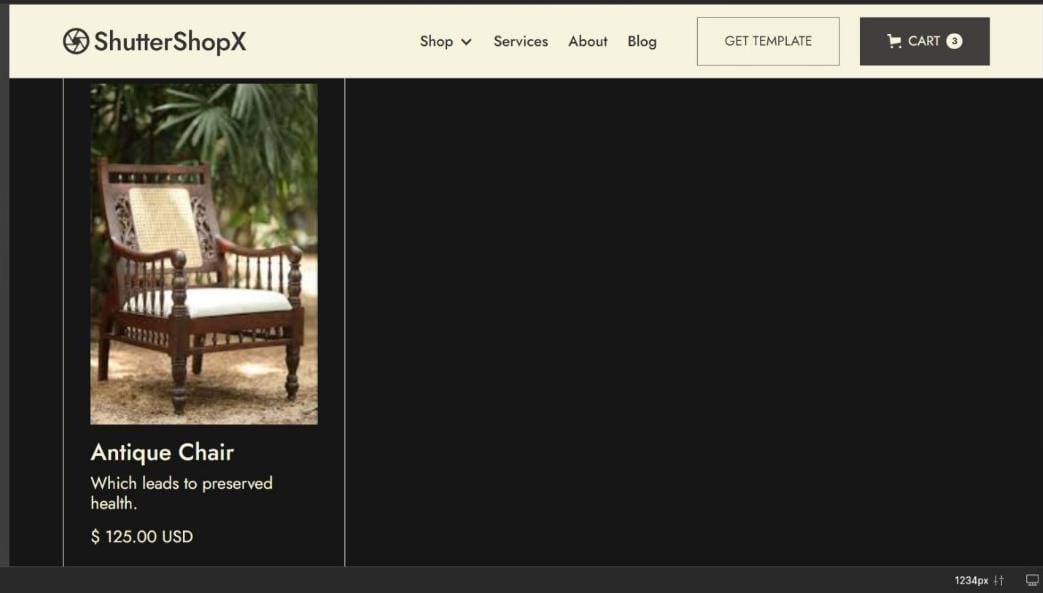 ShutterShopX
Shop
Services
About
Blog
GET TEMPLATE
CART 3
Antique Chair
Which leads to preserved
health.
$ 125.00 USD
1234px